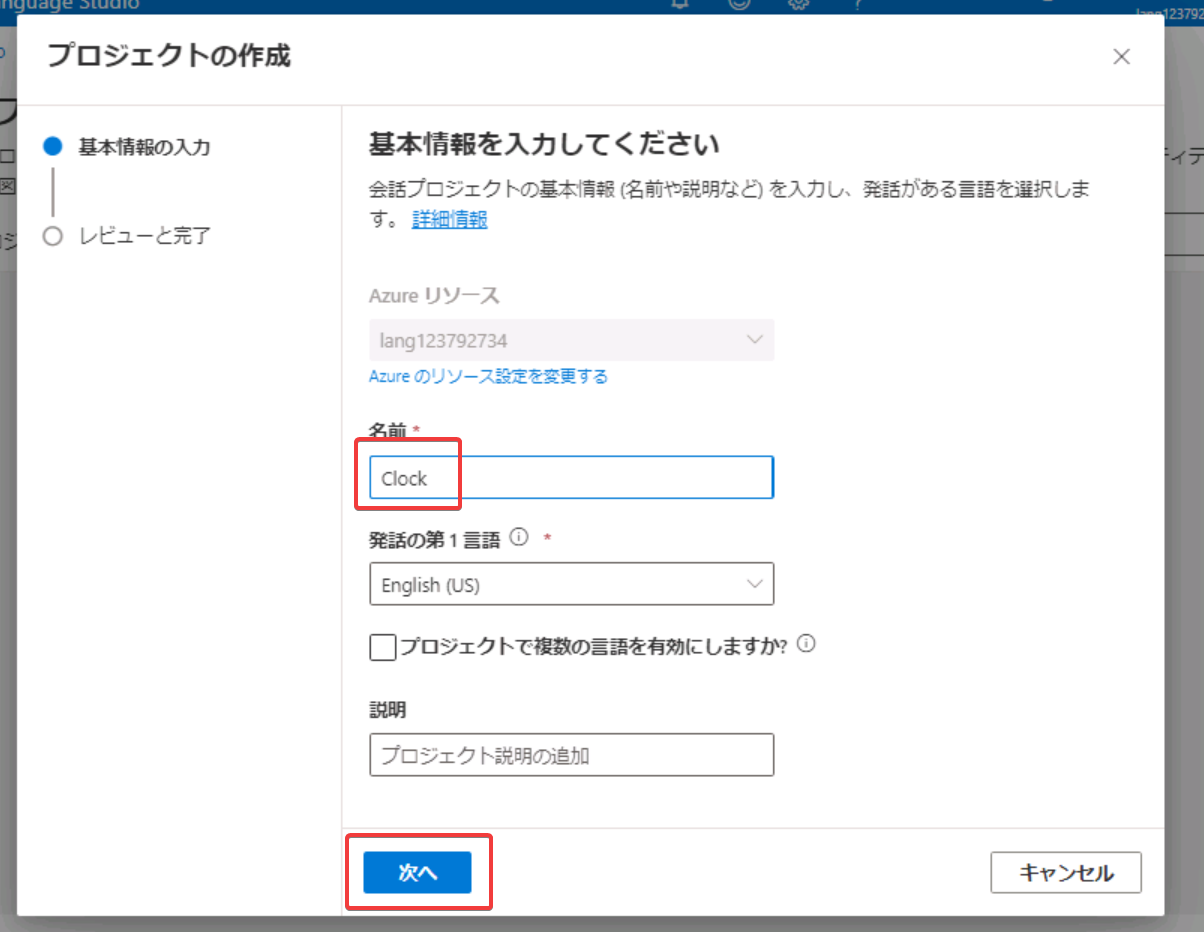 Language Studio
lang123792
プロジェクトの作成
基本情報の入力
レビューと完了
基本情報を入力してください
会話プロジェクトの基本情報 (名前や説明など) を入力し、発話がある言語を選択しま
す。 詳細情報
Azure リソース
lang123792734
Azure のリソース設定を変更する
名前 *
Clock
発話の第 1 言語 *
English (US)
プロジェクトで複数の言語を有効にしますか?
説明
プロジェクト説明の追加
次へ
キャンセル